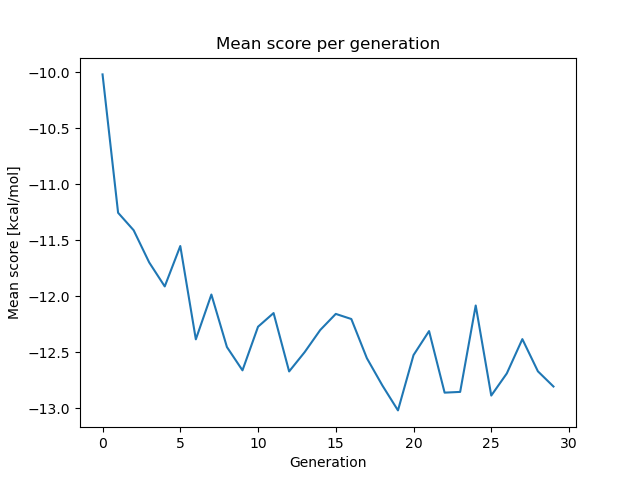 Mean score per generation
Mean score [kcal/mol]
−10.0
−10.5
−11.0
−11.5
−12.0
−12.5
−13.0
0 5 10 15 20 25 30
Generation